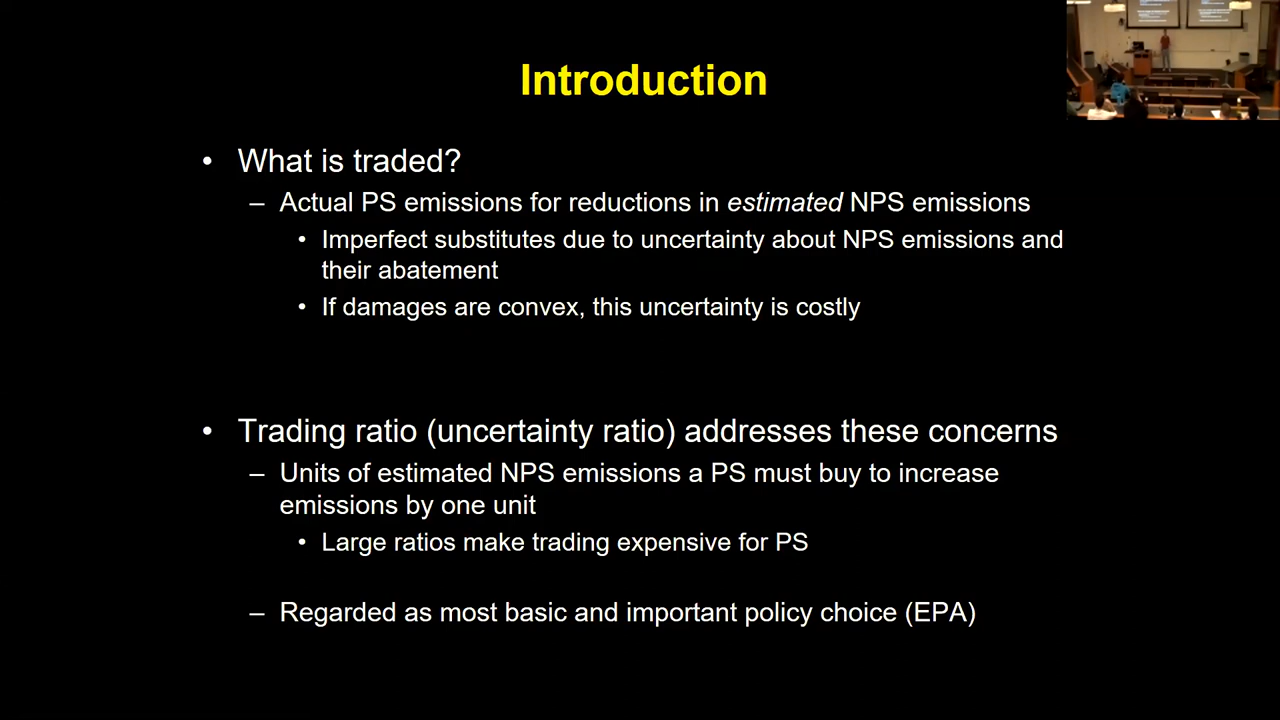 Introduction
• What is traded?
– Actual PS emissions for reductions in estimated NPS emissions
• Imperfect substitutes due to uncertainty about NPS emissions and
their abatement
• If damages are convex, this uncertainty is costly
• Trading ratio (uncertainty ratio) addresses these concerns
– Units of estimated NPS emissions a PS must buy to increase
emissions by one unit
• Large ratios make trading expensive for PS
– Regarded as most basic and important policy choice (EPA)